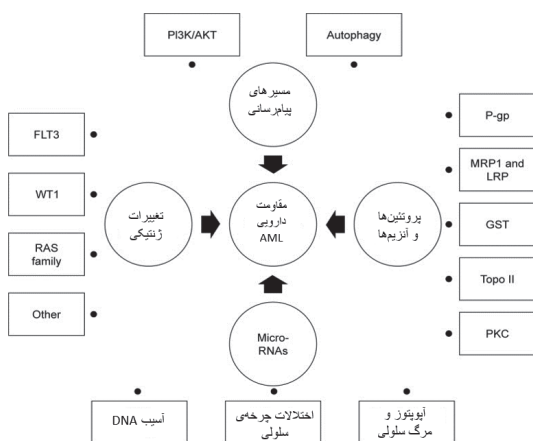 PI3K/AKT
Autophagy
مسیرهای
پیام‌رسانی
FLT3
WT1
RAS
family
Other
تغییرات
ژنتیکی
مقاومت
دارویی
AML
پروتئین‌ها
و آنزیم‌ها
P-gp
MRP1 and
LRP
GST
Topo II
PKC
Micro-
RNAs
آسیب DNA
اختلالات چرخه‌ی
سلولی
آپوپتوز و
مرگ سلولی